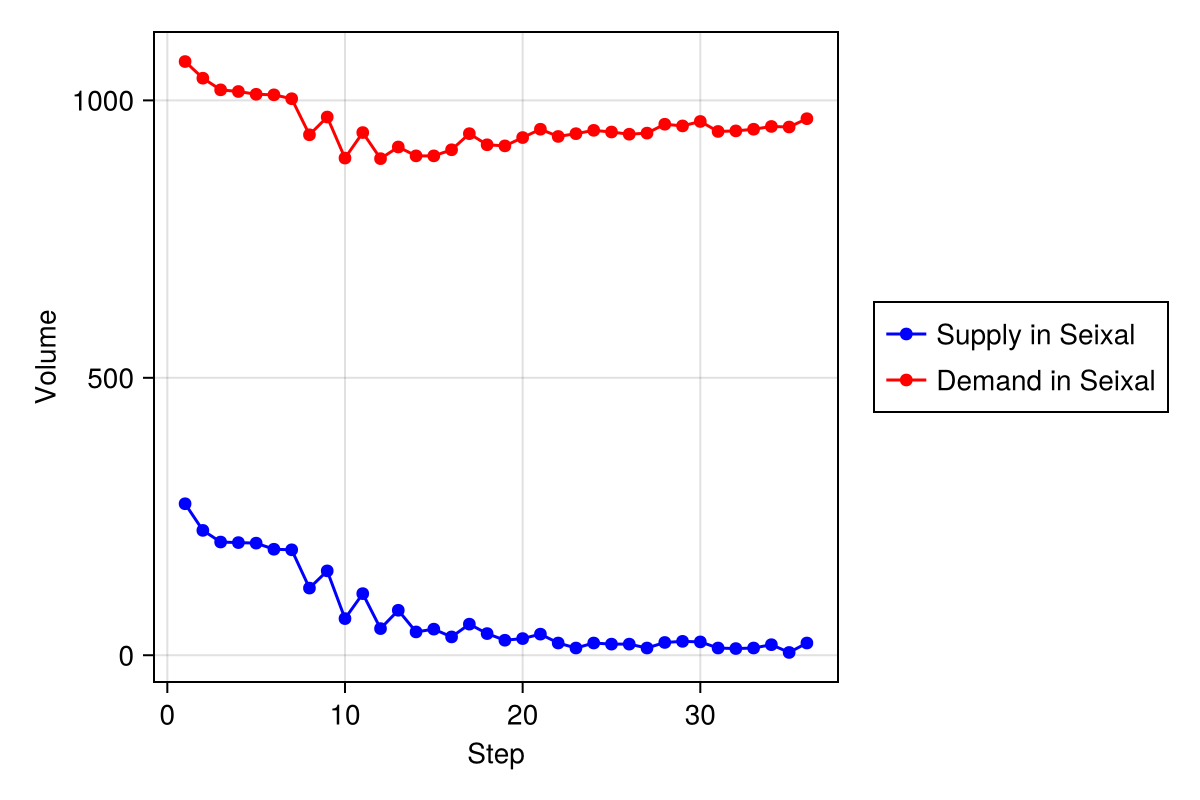 1000
500
0
Volume
0 10 20 30
Step
Supply in Seixal
Demand in Seixal